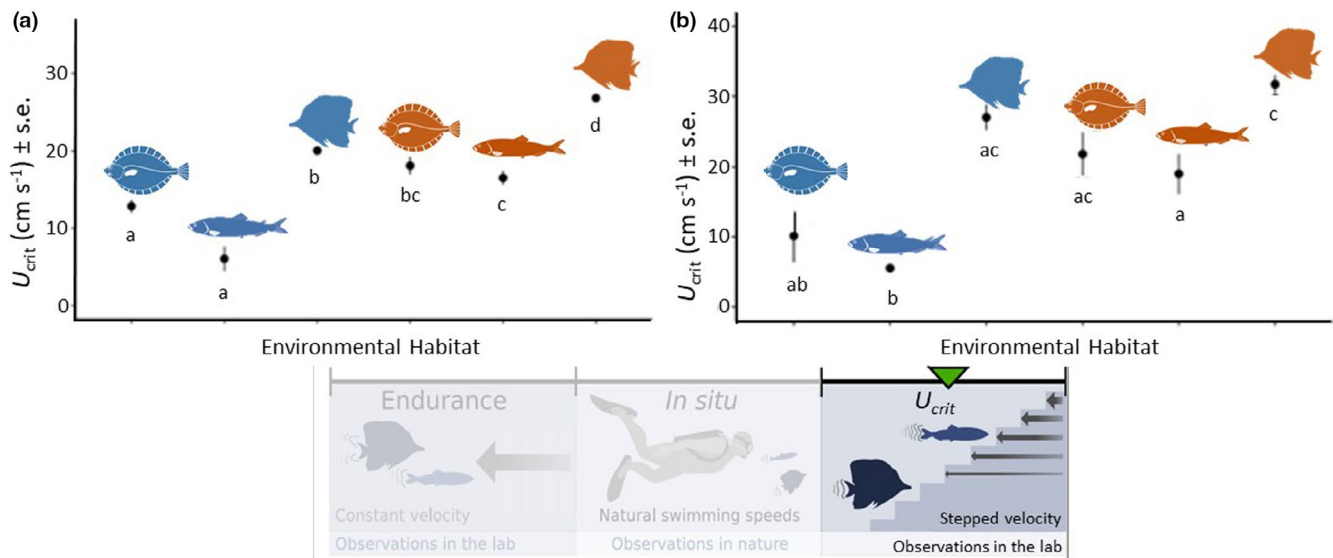 (a)
U_crit (cm s⁻¹) ± s.e.
30
20
10
0
a
a
b
bc
c
d
Environmental Habitat
(b)
U_crit (cm s⁻¹) ± s.e.
40
30
20
10
0
ab
b
ac
ac
a
c
Environmental Habitat
Endurance
Constant velocity
Observations in the lab
In situ
Natural swimming speeds
Observations in nature
U_crit
Stepped velocity
Observations in the lab